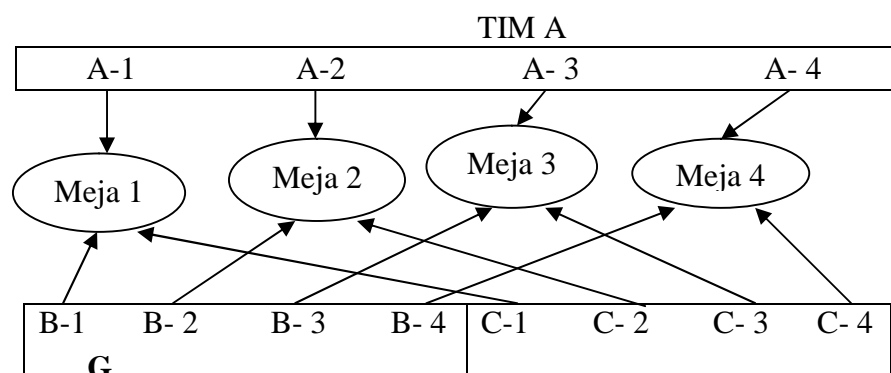 TIM A
A-1 A-2 A- 3 A- 4
Meja 1 Meja 2 Meja 3 Meja 4
B-1 B- 2 B- 3 B- 4 C-1 C- 2 C- 3 C- 4
G